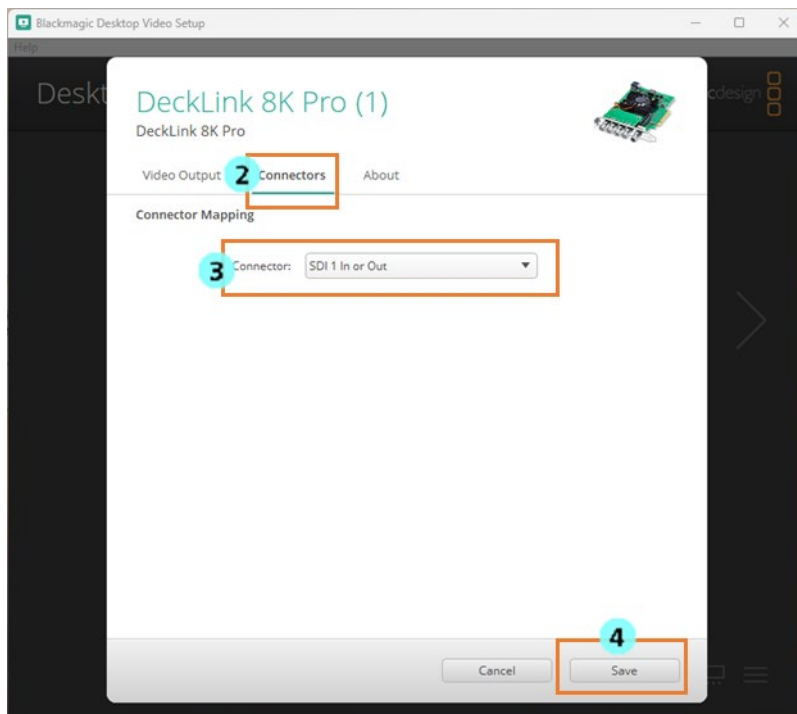 Blackmagic Desktop Video Setup
Help
Deskt
cdesign
DeckLink 8K Pro (1)
DeckLink 8K Pro
Video Output 2 Connectors About
Connector Mapping
3 Connector: SDI 1 In or Out
4
Cancel Save